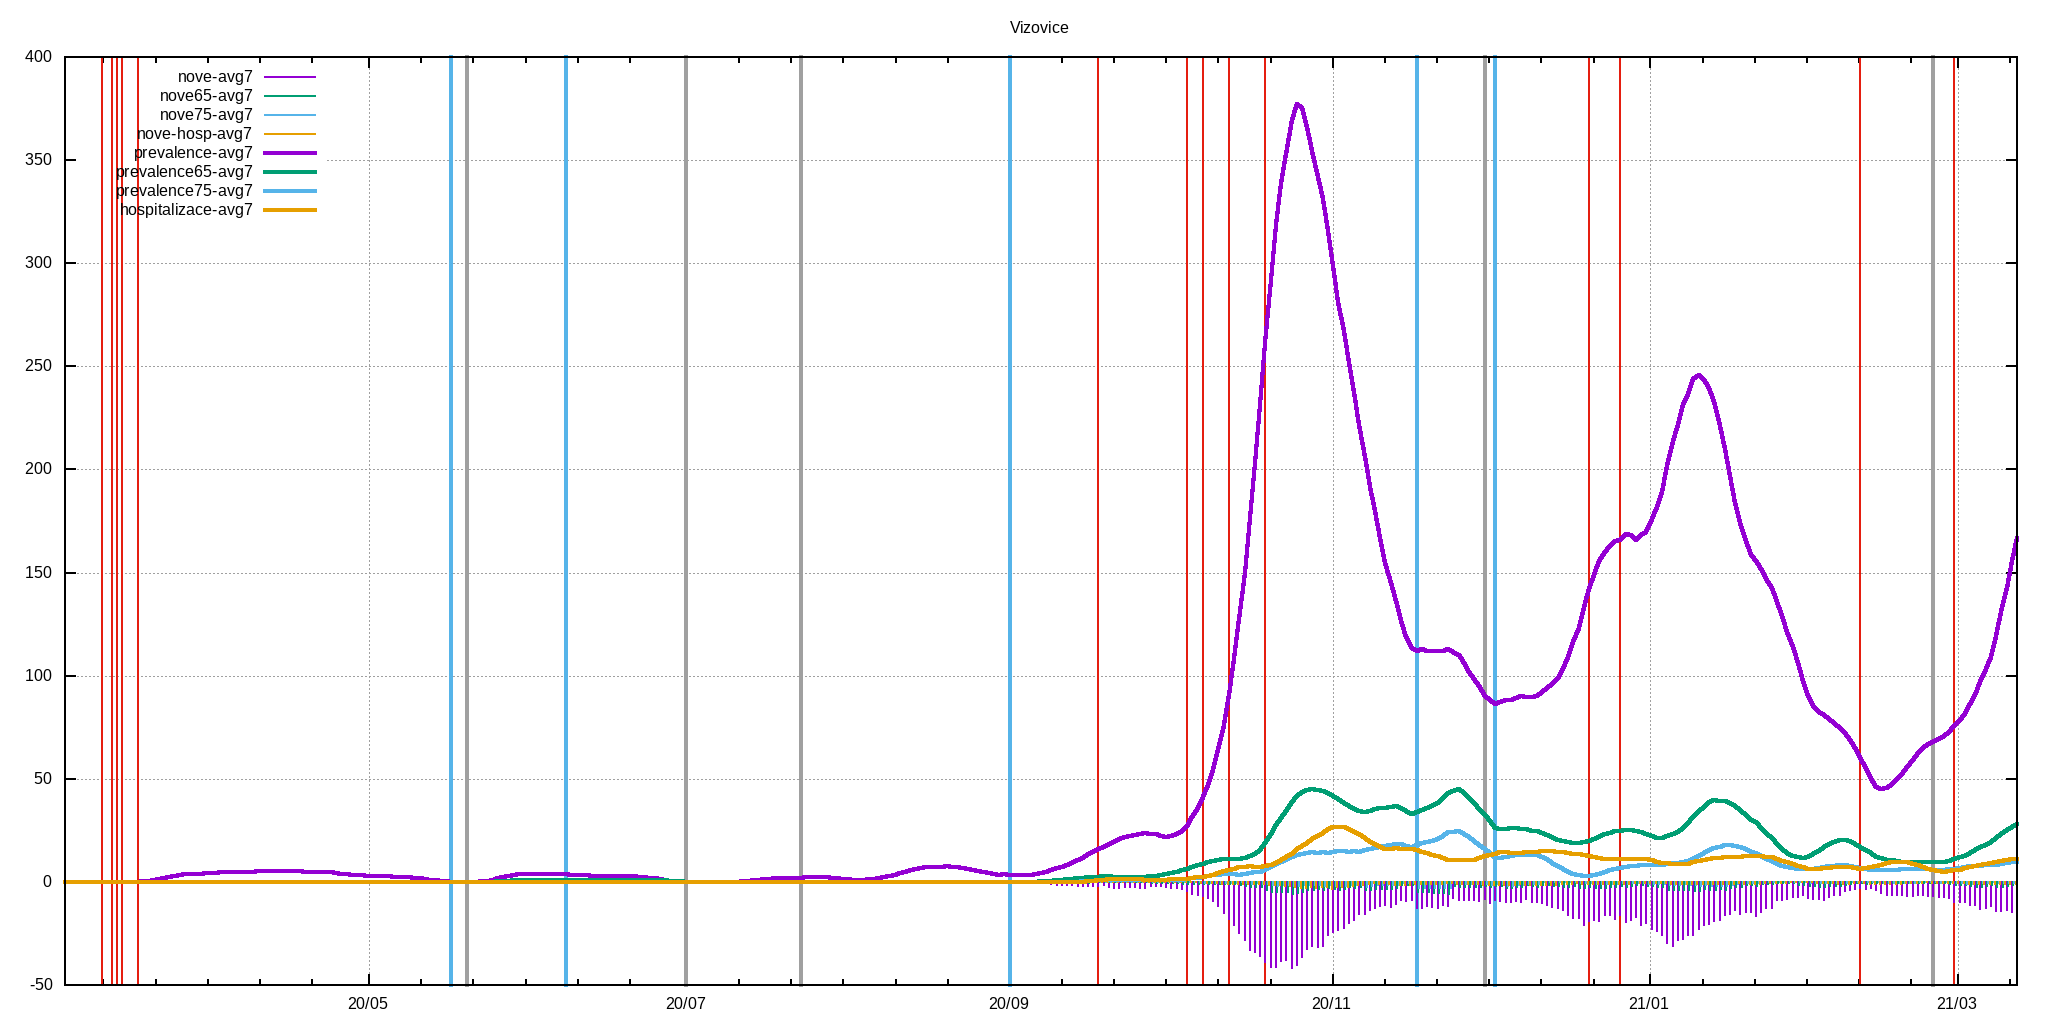 Vizovice
400
nove-avg7
nove65-avg7
nove75-avg7
nove-hosp-avg7
prevalence-avg7
prevalence65-avg7
prevalence75-avg7
hospitalizace-avg7
350
300
250
200
150
100
50
0
-50
20/05 20/07 20/09 20/11 21/01 21/03